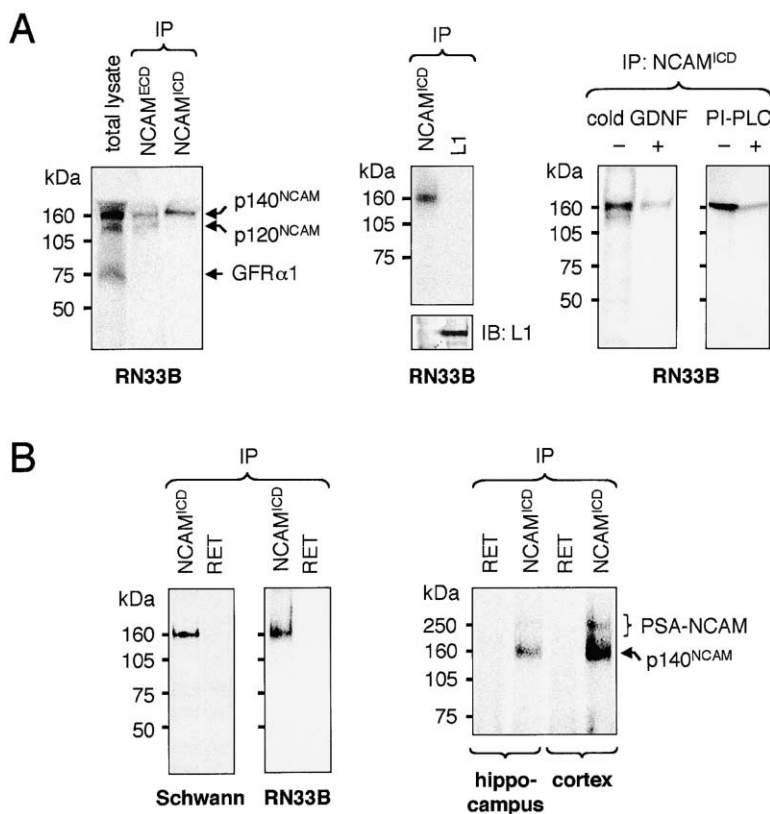 A
IP
total lysate
NCAM^ECD
NCAM^ICD
kDa
160
105
75
50
p140^NCAM
p120^NCAM
GFRα1
RN33B
IP
NCAM^ICD
L1
kDa
160
105
75
IB: L1
RN33B
IP: NCAM^ICD
cold GDNF PI-PLC
− + − +
kDa
160
105
75
50
RN33B
B
IP
NCAM^ICD
RET
NCAM^ICD
RET
kDa
160
105
75
50
Schwann RN33B
IP
RET
NCAM^ICD
RET
NCAM^ICD
kDa
250
160
105
75
PSA-NCAM
p140^NCAM
hippo-
campus
cortex